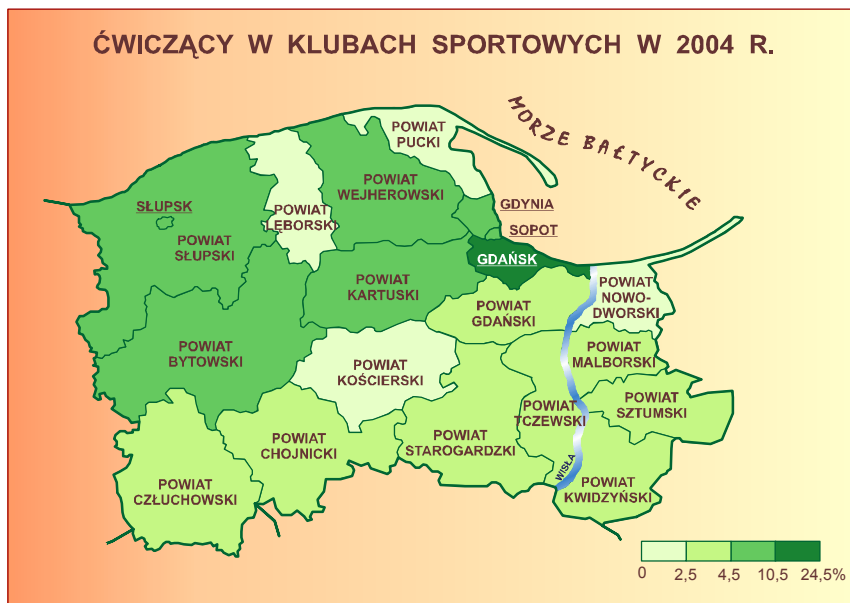 ĆWICZĄCY W KLUBACH SPORTOWYCH W 2004 R.
MORZE BAŁTYCKIE
POWIAT
PUCKI
POWIAT
WEJHEROWSKI
GDYNIA
SOPOT
SŁUPSK
POWIAT
LĘBORSKI
POWIAT
SŁUPSKI
GDAŃSK
POWIAT
KARTUSKI
POWIAT
GDAŃSKI
POWIAT
NOWO-
DWORSKI
POWIAT
BYTOWSKI
POWIAT
KOŚCIERSKI
POWIAT
MALBORSKI
POWIAT
SZTUMSKI
POWIAT
TCZEWSKI
POWIAT
STAROGARDZKI
POWIAT
CHOJNICKI
POWIAT
CZŁUCHOWSKI
WISŁA
POWIAT
KWIDZYŃSKI
0 2,5 4,5 10,5 24,5%